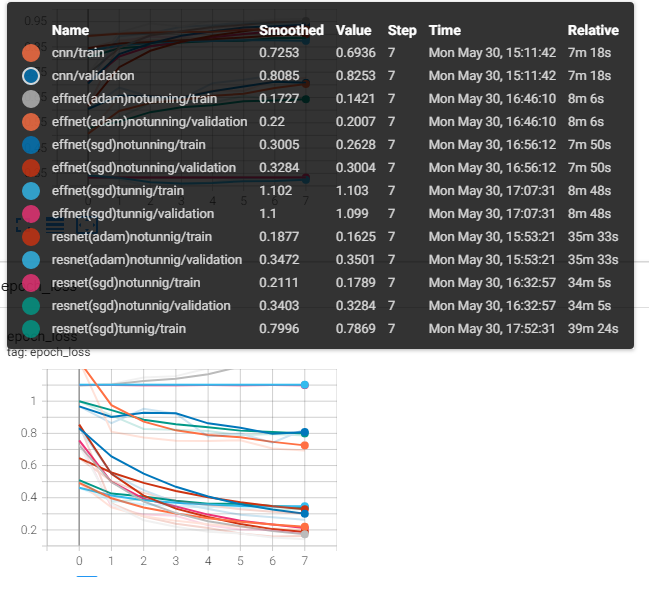 0.95
Name Smoothed Value Step Time Relative
cnn/train 0.7253 0.6936 7 Mon May 30, 15:11:42 7m 18s
cnn/validation 0.8085 0.8253 7 Mon May 30, 15:11:42 7m 18s
effnet(adam)notunning/train 0.1727 0.1421 7 Mon May 30, 16:46:10 8m 6s
effnet(adam)notunning/validation 0.22 0.2007 7 Mon May 30, 16:46:10 8m 6s
effnet(sgd)notunning/train 0.3005 0.2628 7 Mon May 30, 16:56:12 7m 50s
effnet(sgd)notunning/validation 0.3284 0.3004 7 Mon May 30, 16:56:12 7m 50s
effnet(sgd)tunnig/train 1.102 1.103 7 Mon May 30, 17:07:31 8m 48s
effnet(sgd)tunnig/validation 1.1 1.099 7 Mon May 30, 17:07:31 8m 48s
resnet(adam)notunning/train 0.1877 0.1625 7 Mon May 30, 15:53:21 35m 33s
resnet(adam)notunnig/validation 0.3472 0.3501 7 Mon May 30, 15:53:21 35m 33s
resnet(sgd)notunnig/train 0.2111 0.1789 7 Mon May 30, 16:32:57 34m 5s
resnet(sgd)notunnig/validation 0.3403 0.3284 7 Mon May 30, 16:32:57 34m 5s
resnet(sgd)tunnig/train 0.7996 0.7869 7 Mon May 30, 17:52:31 39m 24s
epoch_loss
tag: epoch_loss
1
0.8
0.6
0.4
0.2
0 1 2 3 4 5 6 7